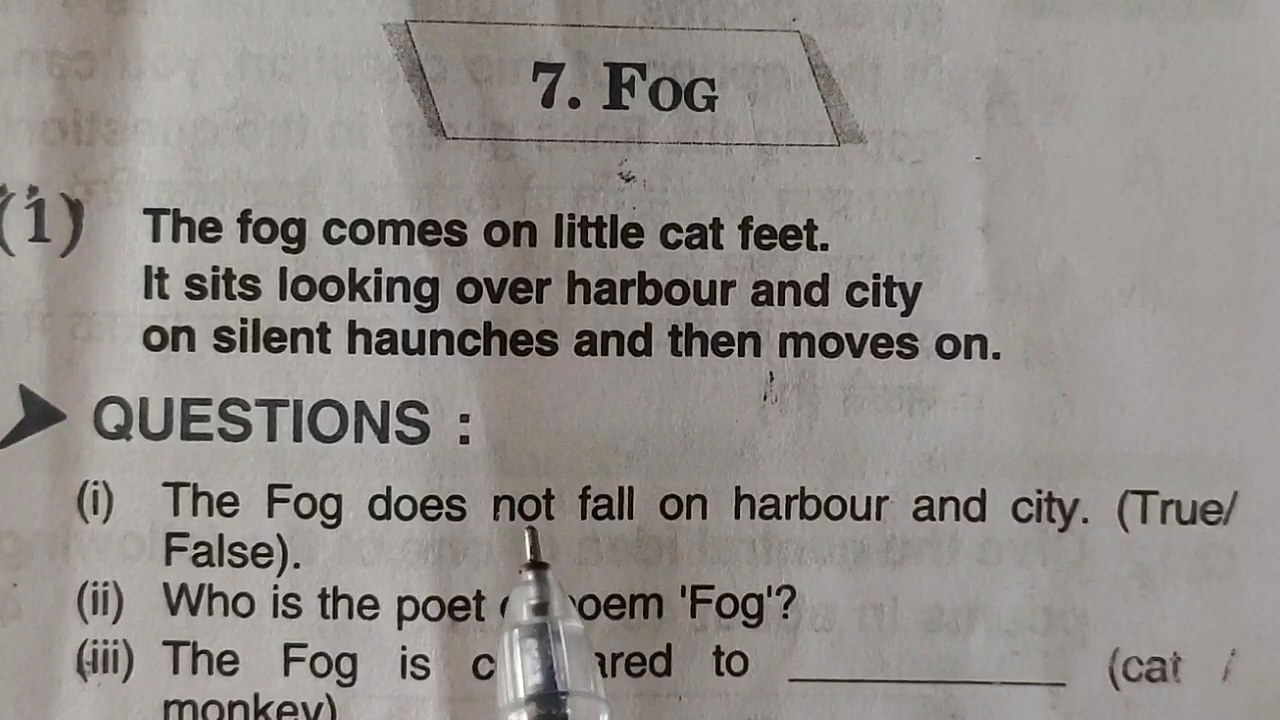 7. FOG
(1) The fog comes on little cat feet.
It sits looking over harbour and city
on silent haunches and then moves on.
QUESTIONS :
(i) The Fog does not fall on harbour and city. (True/
False).
(ii) Who is the poet 'Fog'?
(iii) The Fog is to __________ (cat /
monkey)